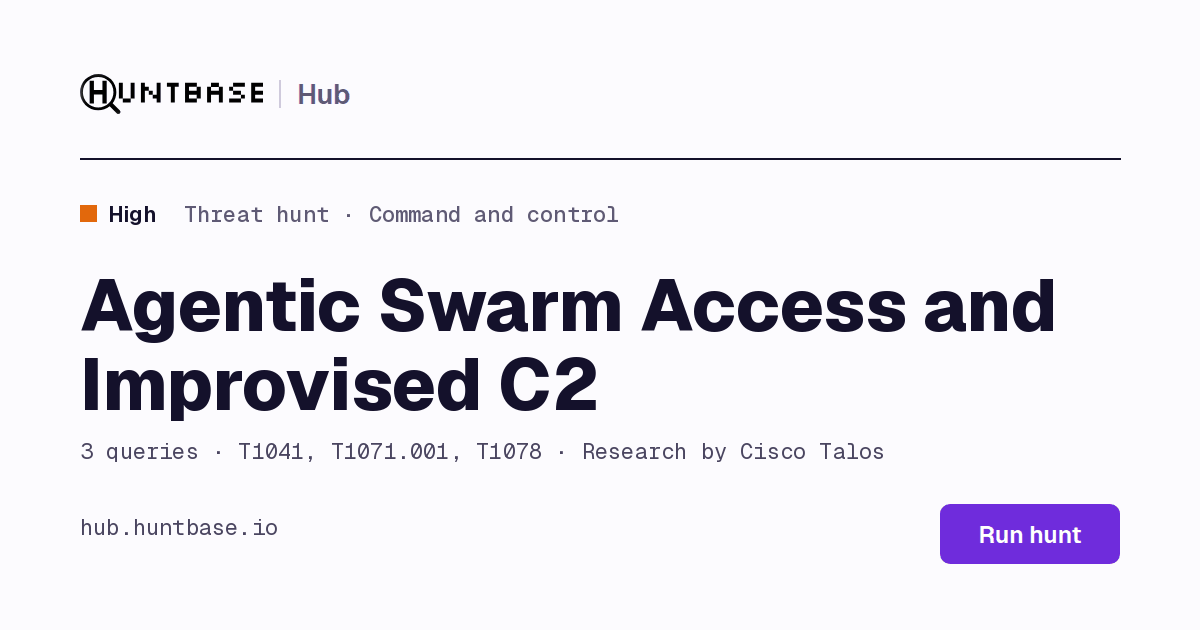 HUNTBASE | Hub
High Threat hunt · Command and control
Agentic Swarm Access and
Improvised C2
3 queries · T1041, T1071.001, T1078 · Research by Cisco Talos
hub.huntbase.io
Run hunt